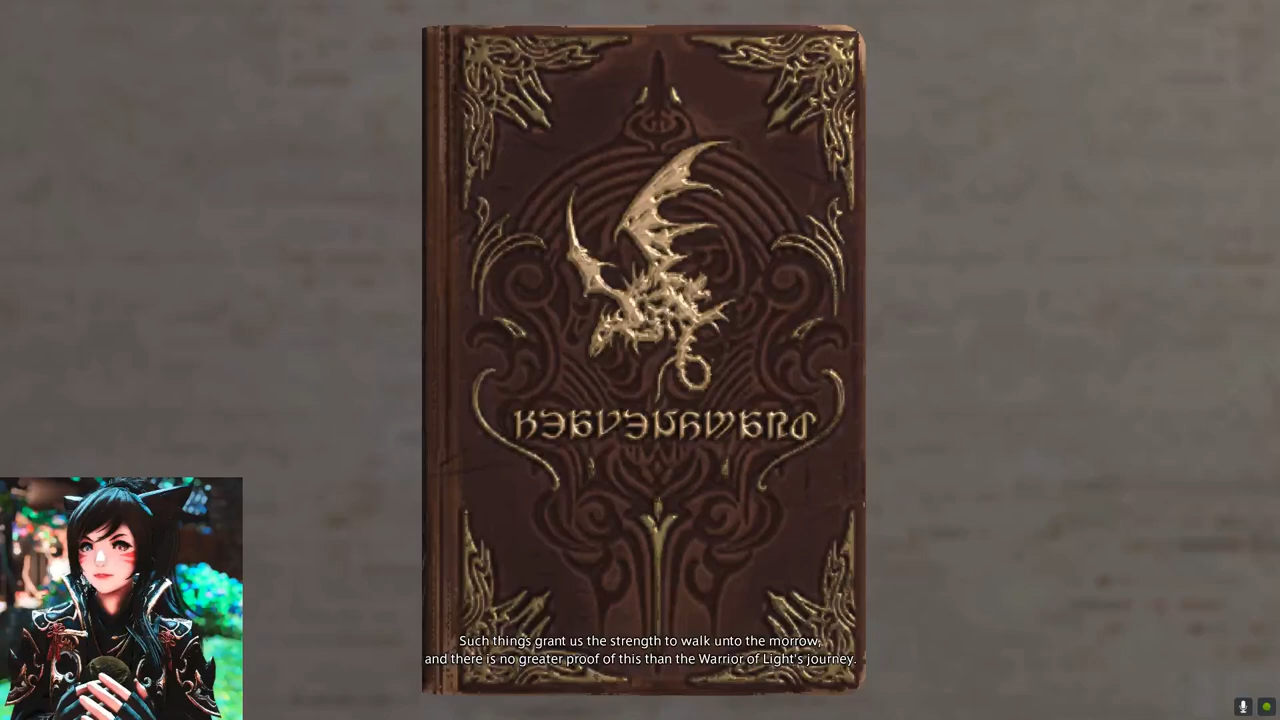 Such things grant us the strength to walk unto the morrow,
and there is no greater proof of this than the Warrior of Light's journey.